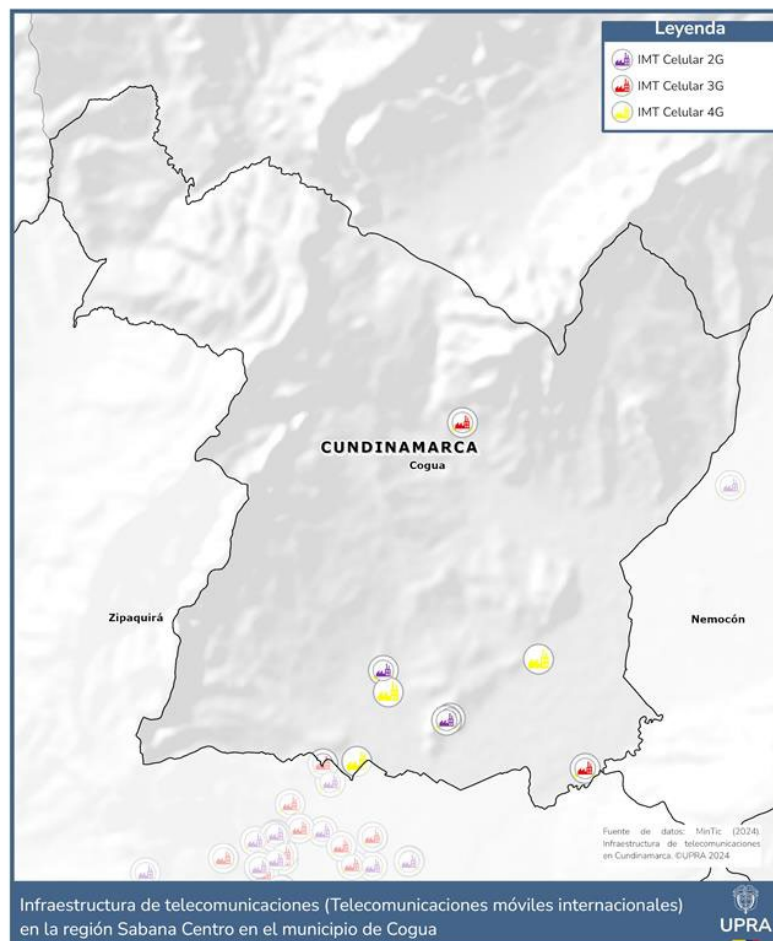 Leyenda
IMT Celular 2G
IMT Celular 3G
IMT Celular 4G
CUNDINAMARCA
Cogua
Zipaquirá
Nemocón
Fuente de datos: MinTic (2024).
Infraestructura de telecomunicaciones
en Cundinamarca. ©UPRA 2024
Infraestructura de telecomunicaciones (Telecomunicaciones móviles internacionales)
en la región Sabana Centro en el municipio de Cogua
UPRA